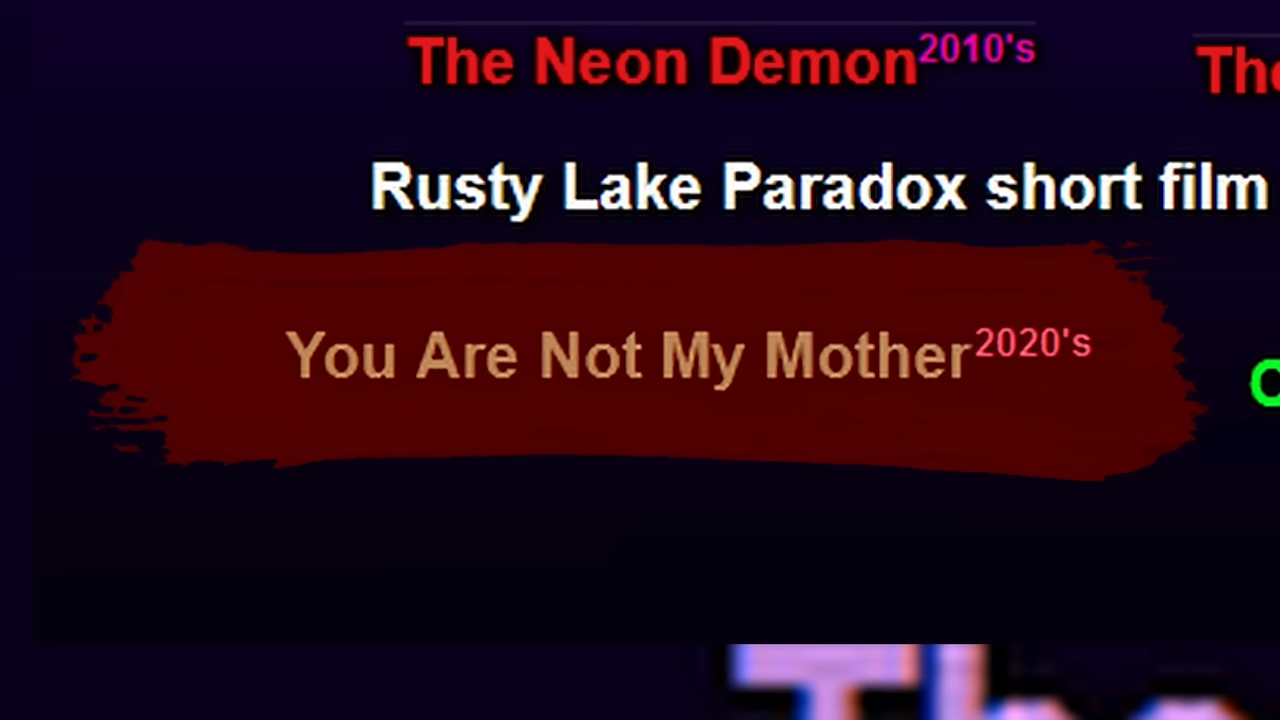 The Neon Demon2010's
Rusty Lake Paradox short film
You Are Not My Mother2020's